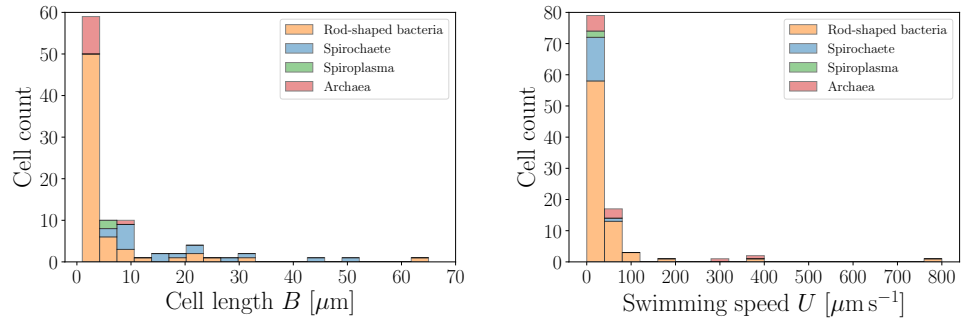 60
50
40
30
20
10
0
Cell count
0 10 20 30 40 50 60 70
Cell length B [μm]
Rod-shaped bacteria
Spirochaete
Spiroplasma
Archaea
80
70
60
50
40
30
20
10
0
Cell count
0 100 200 300 400 500 600 700 800
Swimming speed U [μm s⁻¹]
Rod-shaped bacteria
Spirochaete
Spiroplasma
Archaea